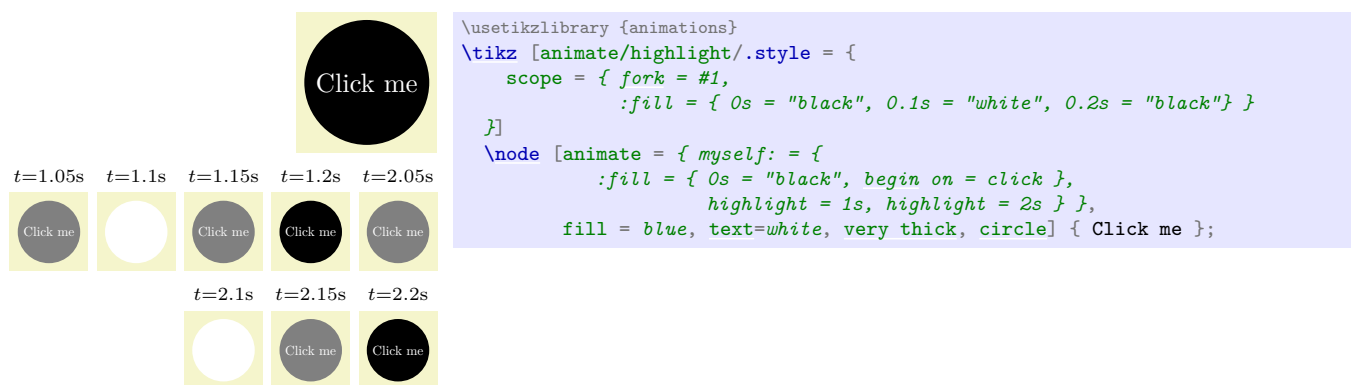 Click me
t=1.05s t=1.1s t=1.15s t=1.2s t=2.05s
Click me Click me Click me Click me
t=2.1s t=2.15s t=2.2s
Click me Click me
\usetikzlibrary {animations}
\tikz [animate/highlight/.style = {
scope = { fork = #1,
:fill = { 0s = "black", 0.1s = "white", 0.2s = "black"} }
}]
\node [animate = { myself: = {
:fill = { 0s = "black", begin on = click },
highlight = 1s, highlight = 2s } },
fill = blue, text=white, very thick, circle] { Click me };